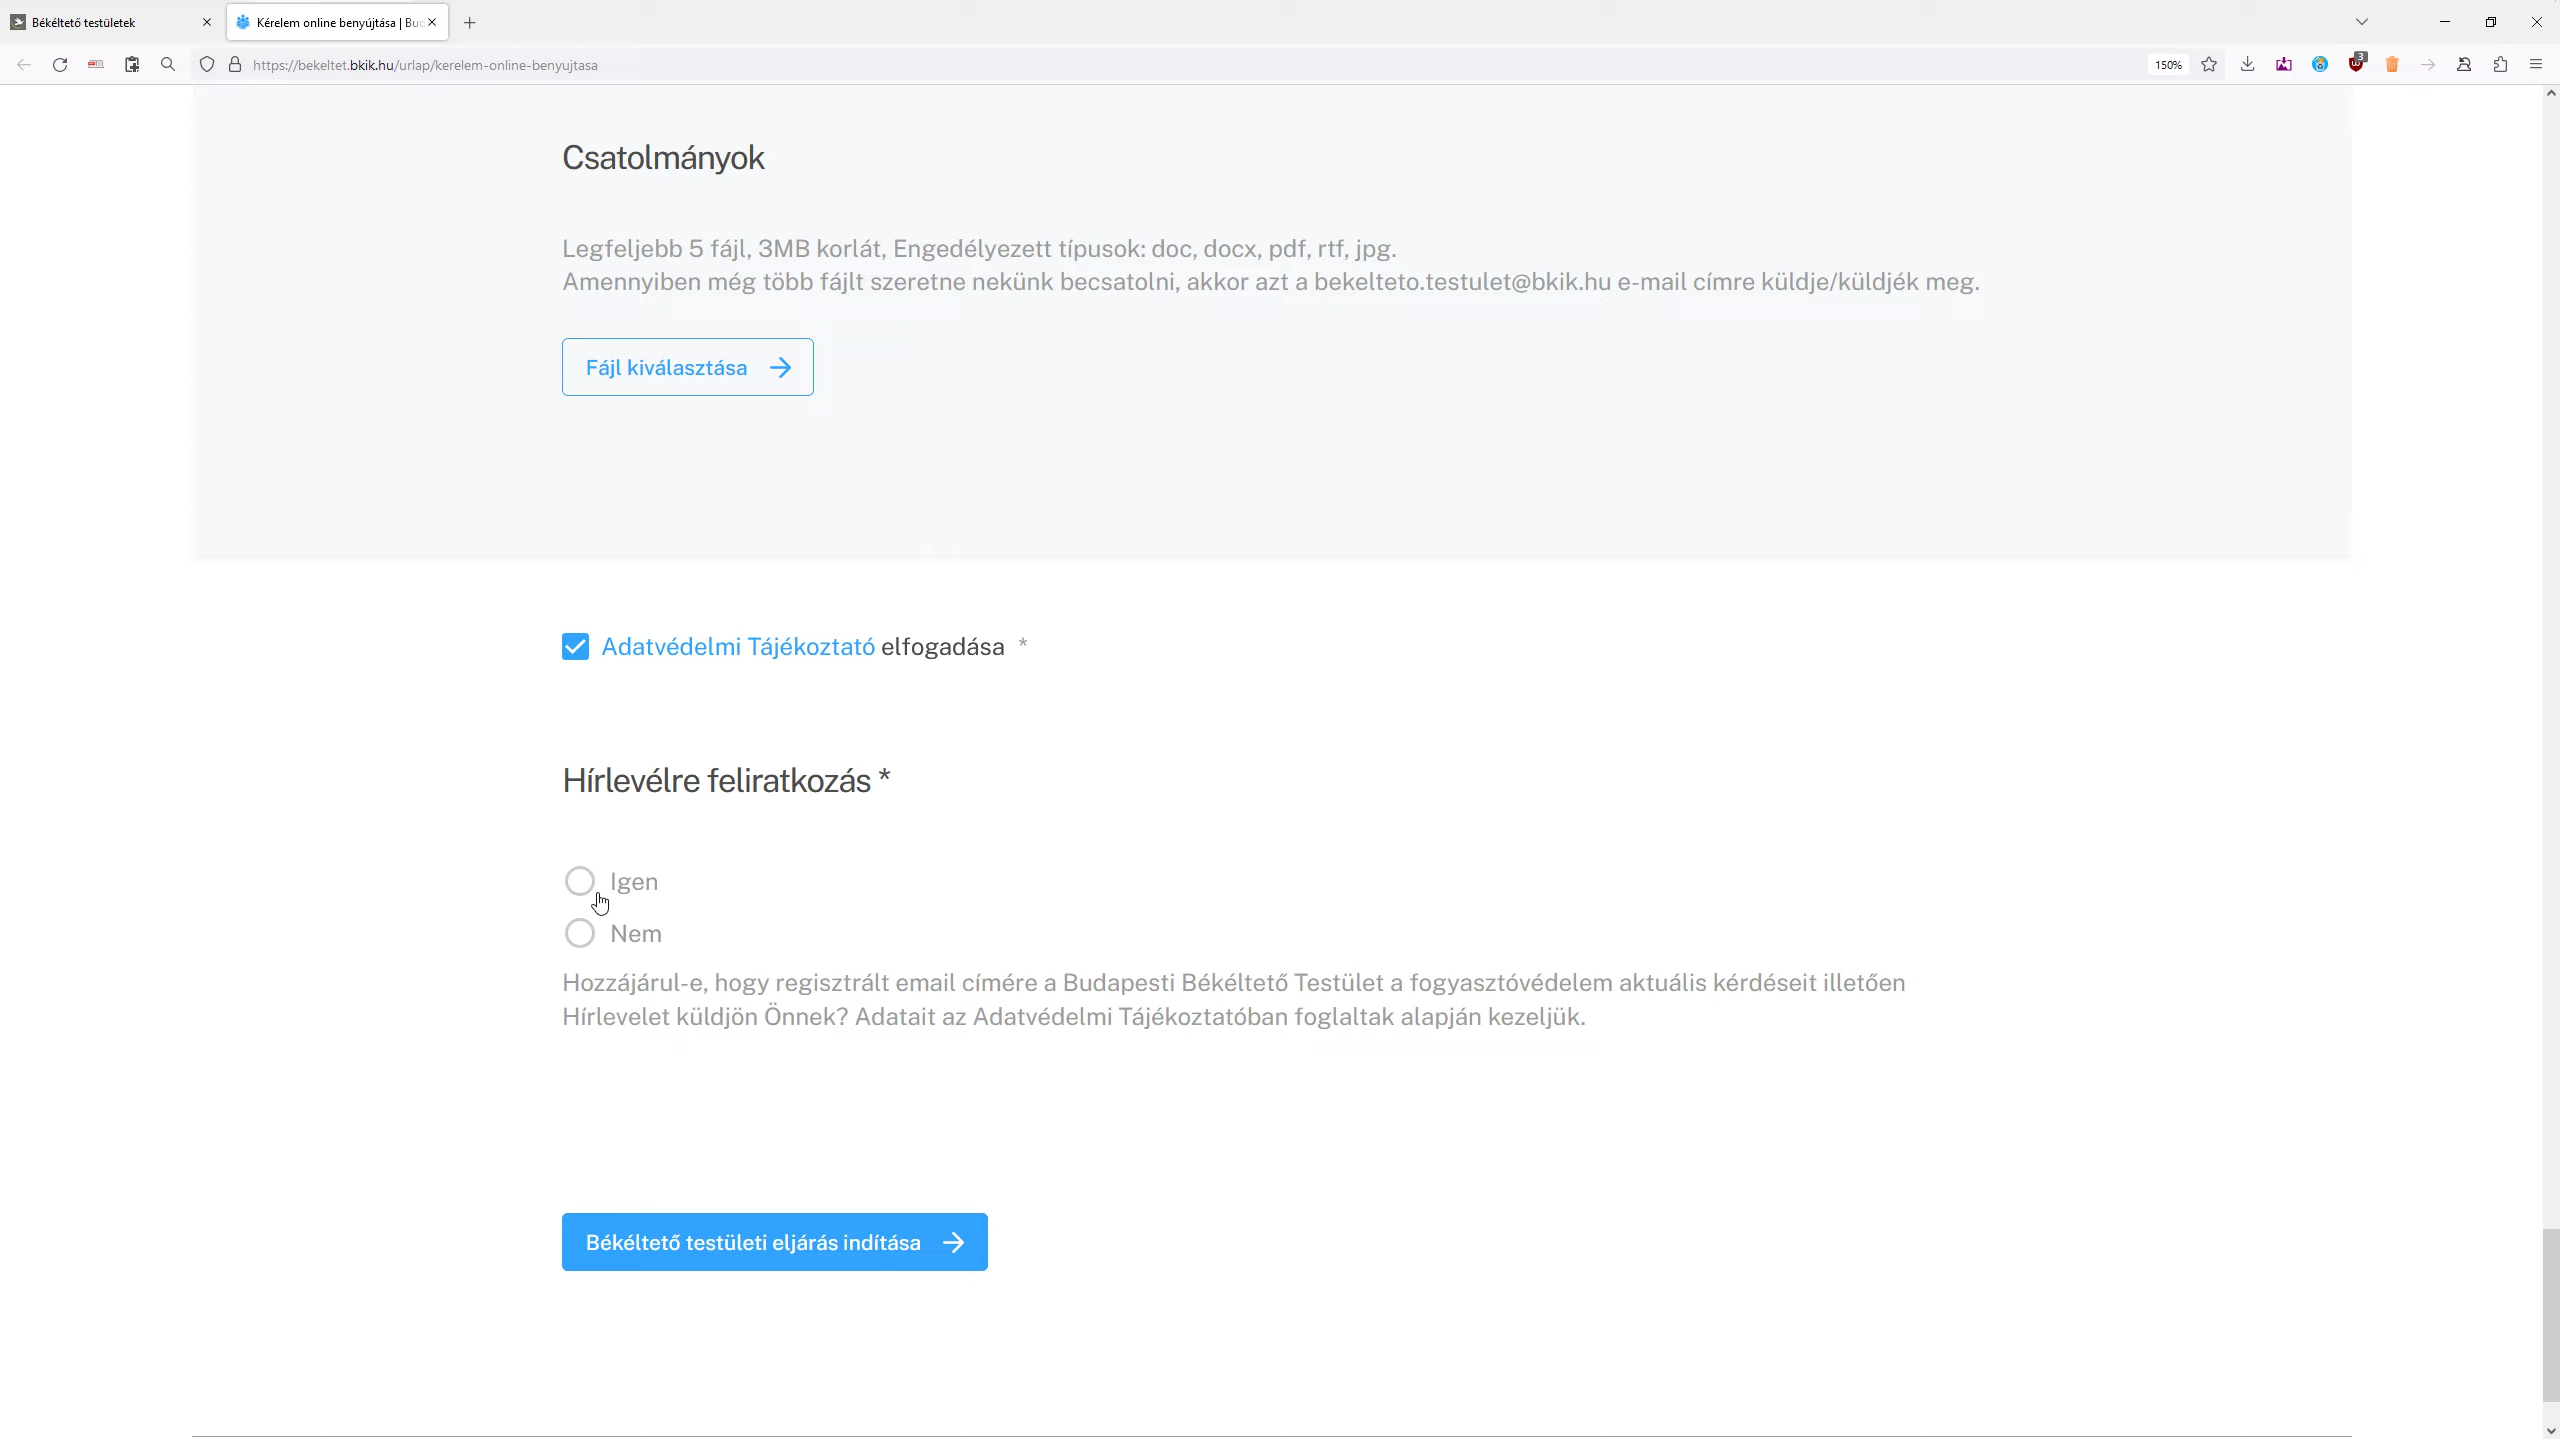 Békéltető testületek
Kérelem online benyújtása | Bud
https://bekeltet.bkik.hu/urlap/kerelem-online-benyujtasa
150%
3
Csatolmányok
Legfeljebb 5 fájl, 3MB korlát, Engedélyezett típusok: doc, docx, pdf, rtf, jpg.
Amennyiben még több fájlt szeretne nekünk becsatolni, akkor azt a bekelteto.testulet@bkik.hu e-mail címre küldje/küldjék meg.
Fájl kiválasztása
Adatvédelmi Tájékoztató elfogadása *
Hírlevélre feliratkozás *
Igen
Nem
Hozzájárul-e, hogy regisztrált email címére a Budapesti Békéltető Testület a fogyasztóvédelem aktuális kérdéseit illetően
Hírlevelet küldjön Önnek? Adatait az Adatvédelmi Tájékoztatóban foglaltak alapján kezeljük.
Békéltető testületi eljárás indítása